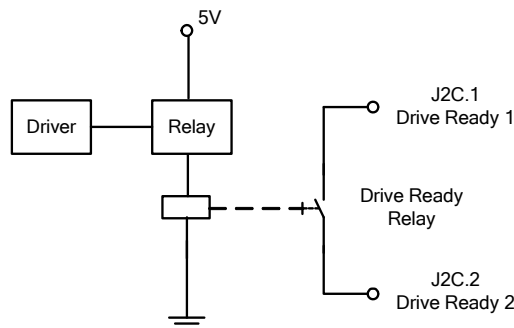 5V
Driver
Relay
J2C.1
Drive Ready 1
Drive Ready
Relay
J2C.2
Drive Ready 2